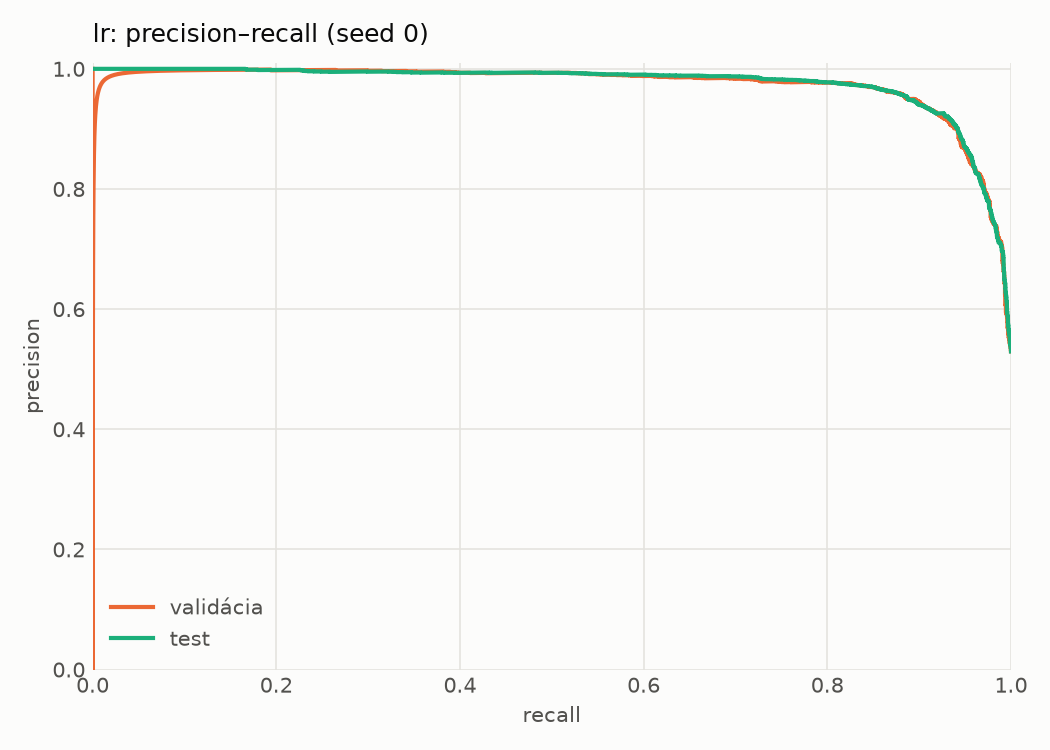 lr: precision–recall (seed 0)
1.0
0.8
0.6
0.4
0.2
0.0
precision
validácia
test
0.0 0.2 0.4 0.6 0.8 1.0
recall